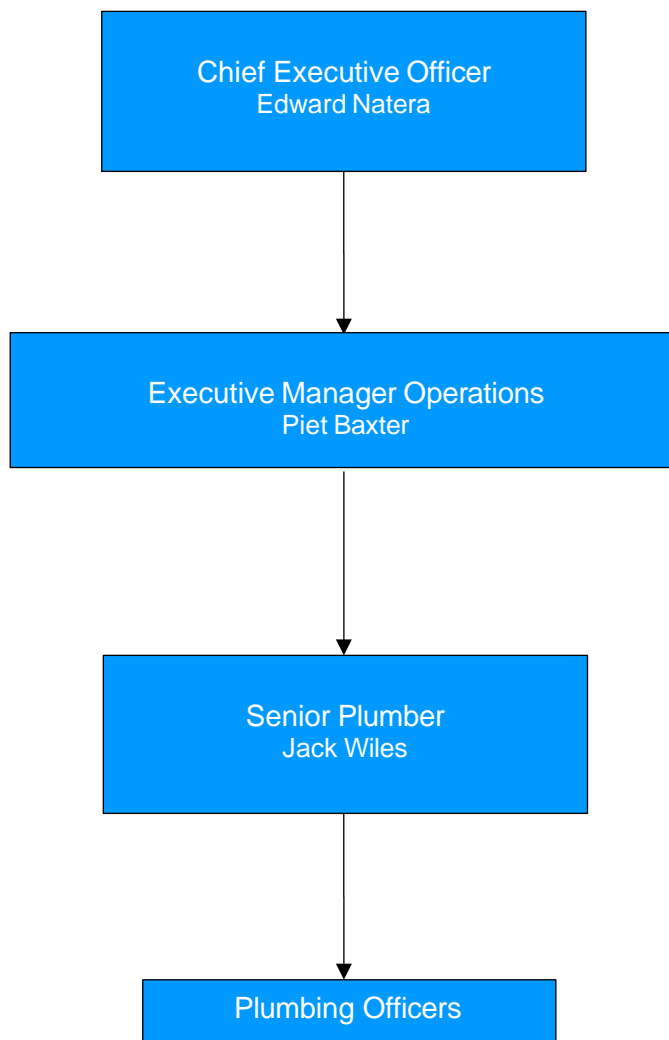 Chief Executive Officer
Edward Natera
Executive Manager Operations
Piet Baxter
Senior Plumber
Jack Wiles
Plumbing Officers